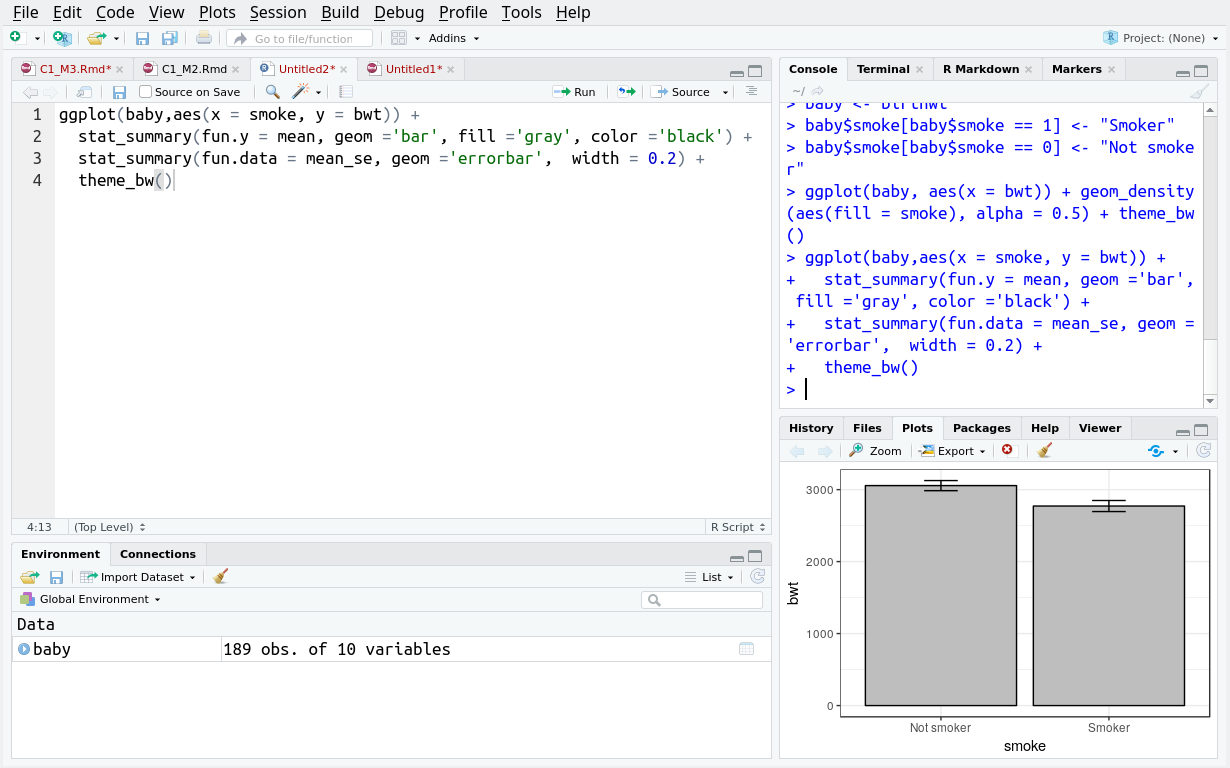 File Edit Code View Plots Session Build Debug Profile Tools Help
Go to file/function Addins Project: (None)
C1_M3.Rmd* C1_M2.Rmd Untitled2* Untitled1*
Source on Save Run Source
1 ggplot(baby,aes(x = smoke, y = bwt)) +
2 stat_summary(fun.y = mean, geom ='bar', fill ='gray', color ='black') +
3 stat_summary(fun.data = mean_se, geom ='errorbar',  width = 0.2) +
4 theme_bw()
4:13 (Top Level) R Script
Environment Connections
Import Dataset List
Global Environment
Data
baby 189 obs. of 10 variables
Console Terminal R Markdown Markers
~/
> baby <- birthwt
> baby$smoke[baby$smoke == 1] <- "Smoker"
> baby$smoke[baby$smoke == 0] <- "Not smoke
r"
> ggplot(baby, aes(x = bwt)) + geom_density
(aes(fill = smoke), alpha = 0.5) + theme_bw
()
> ggplot(baby,aes(x = smoke, y = bwt)) +
+   stat_summary(fun.y = mean, geom ='bar',
fill ='gray', color ='black') +
+   stat_summary(fun.data = mean_se, geom =
'errorbar',  width = 0.2) +
+   theme_bw()
>
History Files Plots Packages Help Viewer
Zoom Export
3000
2000
1000
0
bwt
Not smoker Smoker
smoke